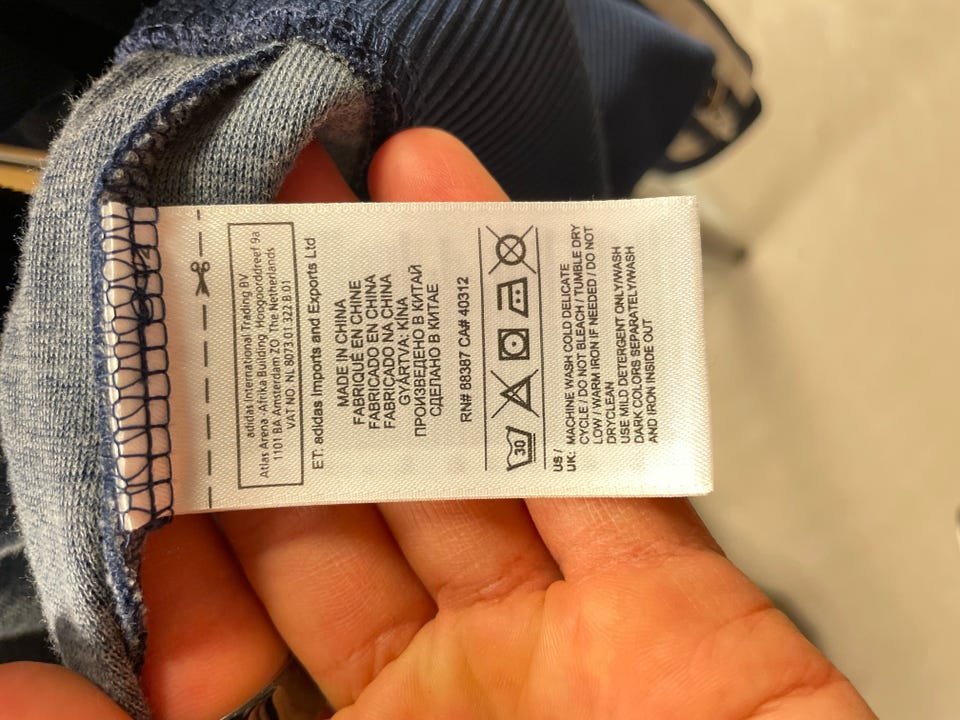 adidas International Trading BV
Atlas Arena -Afrika Building Hoogoorddreef 9a
1101 BA Amsterdam ZO The Netherlands
VAT NO. NL 8073.01.322.B.01
ET: adidas Imports and Exports Ltd
MADE IN CHINA
FABRIQUÉ EN CHINE
FABRICADO EN CHINA
FABRICADO NA CHINA
GYÁRTVA: KÍNA
ПРОИЗВЕДЕНО В КИТАЙ
СДЕЛАНО В КИТАЕ
RN# 88387 CA# 40312
30
US /
UK: MACHINE WASH COLD DELICATE
CYCLE / DO NOT BLEACH / TUMBLE DRY
LOW / WARM IRON IF NEEDED / DO NOT
DRYCLEAN
USE MILD DETERGENT ONLY/WASH
DARK COLORS SEPARATELY/WASH
AND IRON INSIDE OUT